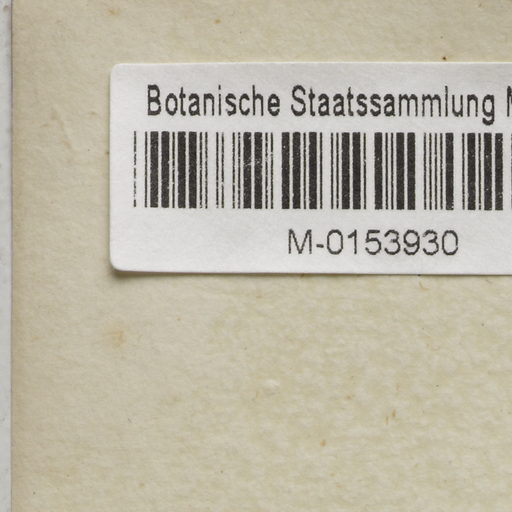 Botanische Staatssammlung
M-0153930